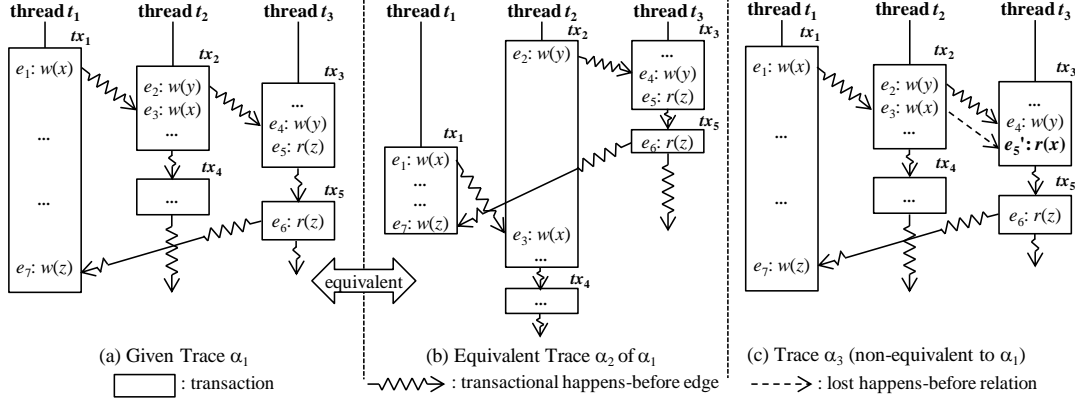 thread t₁ thread t₂ thread t₃
tx₁
e₁: w(x)
...
...
e₇: w(z)
tx₂
e₂: w(y)
e₃: w(x)
...
tx₄
...
tx₃
...
e₄: w(y)
e₅: r(z)
tx₅
e₆: r(z)
(a) Given Trace α₁
equivalent
thread t₁ thread t₂ thread t₃
tx₁
e₁: w(x)
...
...
e₇: w(z)
tx₂
e₂: w(y)
e₃: w(x)
...
tx₄
...
tx₃
...
e₄: w(y)
e₅: r(z)
tx₅
e₆: r(z)
(b) Equivalent Trace α₂ of α₁
thread t₁ thread t₂ thread t₃
tx₁
e₁: w(x)
...
...
e₇: w(z)
tx₂
e₂: w(y)
e₃: w(x)
...
tx₄
...
tx₃
...
e₄: w(y)
e₅': r(x)
tx₅
e₆: r(z)
(c) Trace α₃ (non-equivalent to α₁)
: transaction
: transactional happens-before edge
: lost happens-before relation